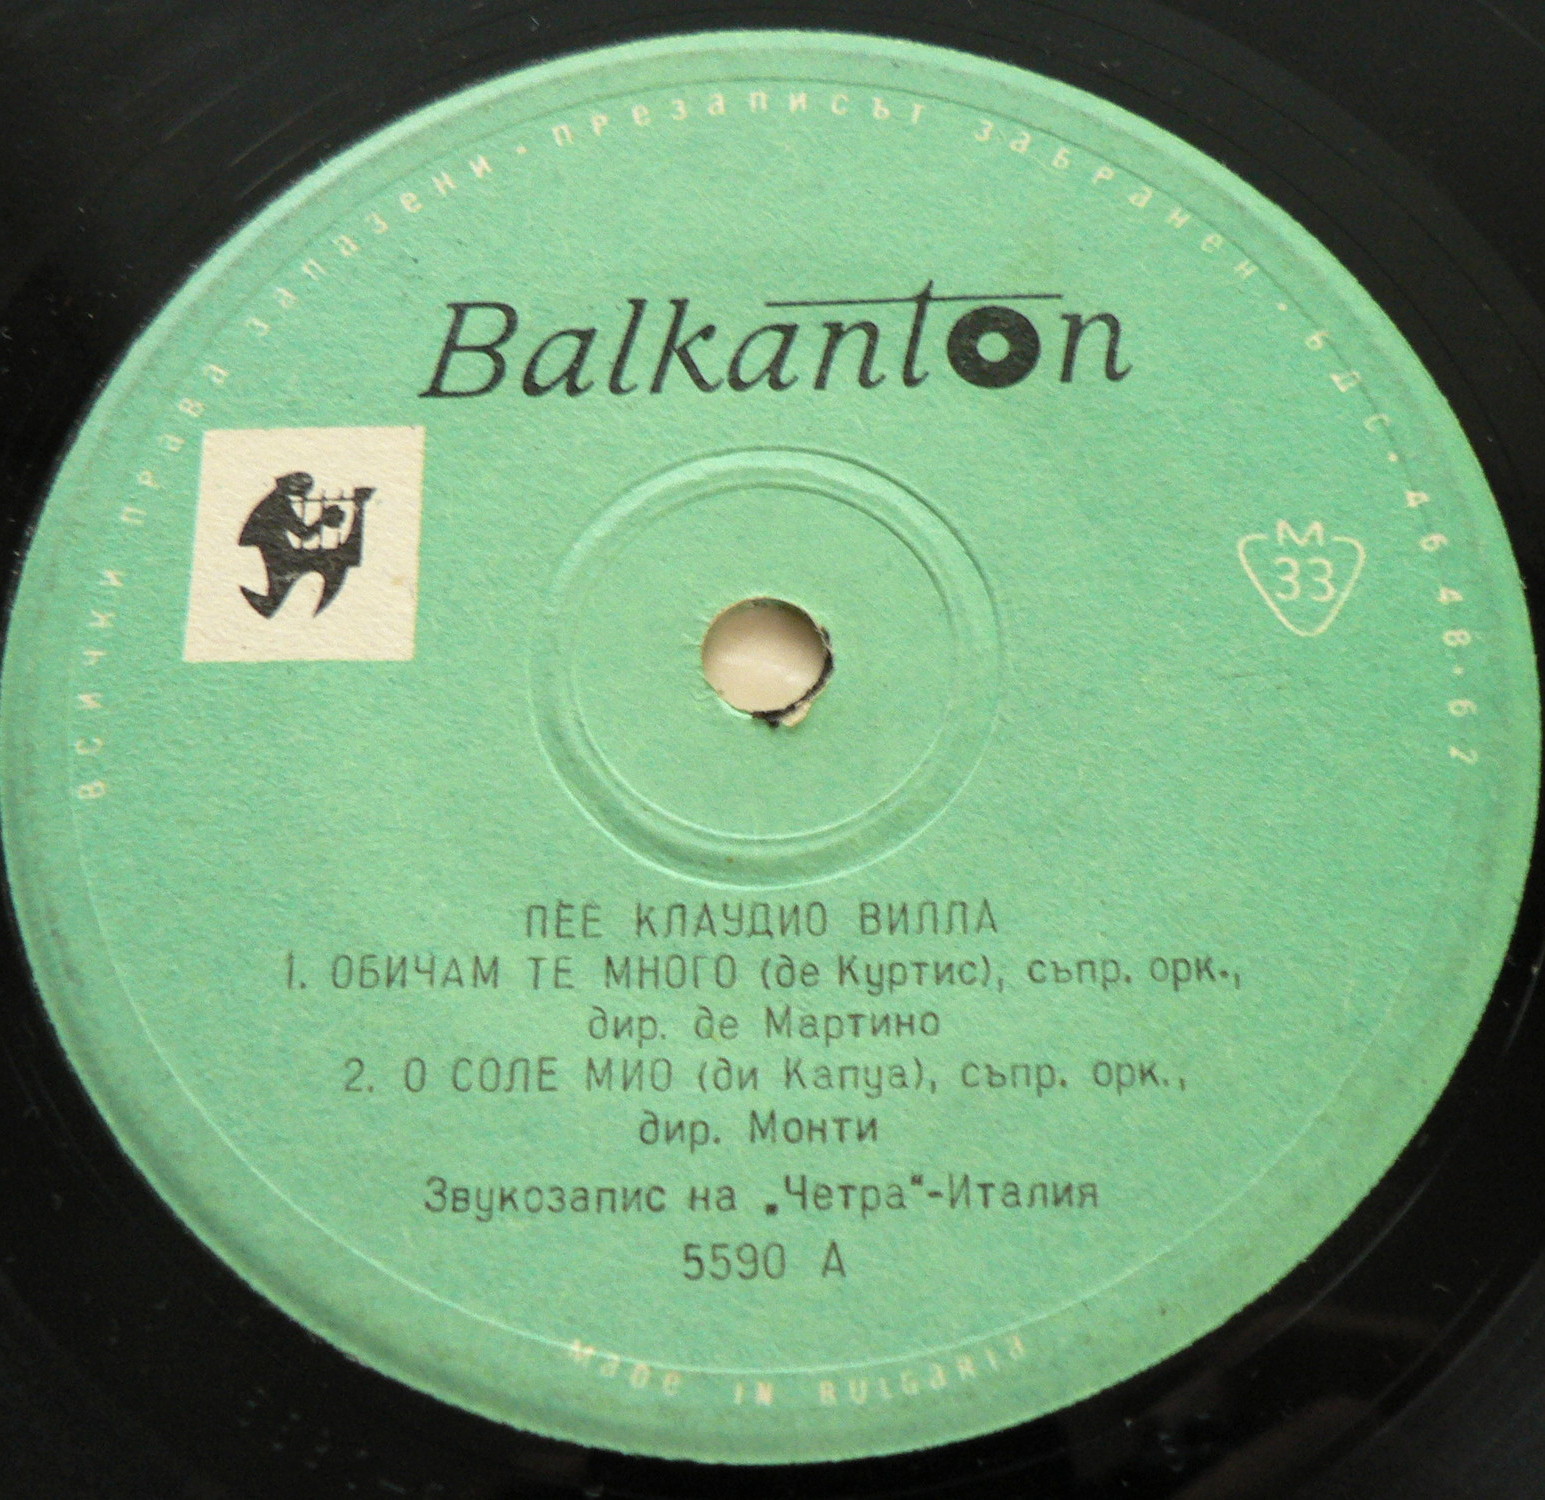 всички права запазени · презаписът забранен · БДС · 46 48 · 62
Balkanton
М
33
ПЕЕ КЛАУДИО ВИЛЛА
1. ОБИЧАМ ТЕ МНОГО (де Куртис), съпр. орк.,
дир. де Мартино
2. О СОЛЕ МИО (ди Капуа), съпр. орк.,
дир. Монти
Звукозапис на „Четра“-Италия
5590 А
MADE IN BULGARIA